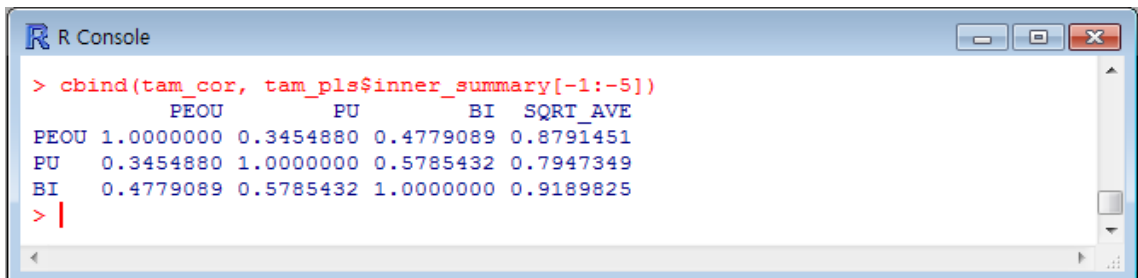 R Console
> cbind(tam_cor, tam_pls$inner_summary[-1:-5])
PEOU PU BI SQRT_AVE
PEOU 1.0000000 0.3454880 0.4779089 0.8791451
PU 0.3454880 1.0000000 0.5785432 0.7947349
BI 0.4779089 0.5785432 1.0000000 0.9189825
>